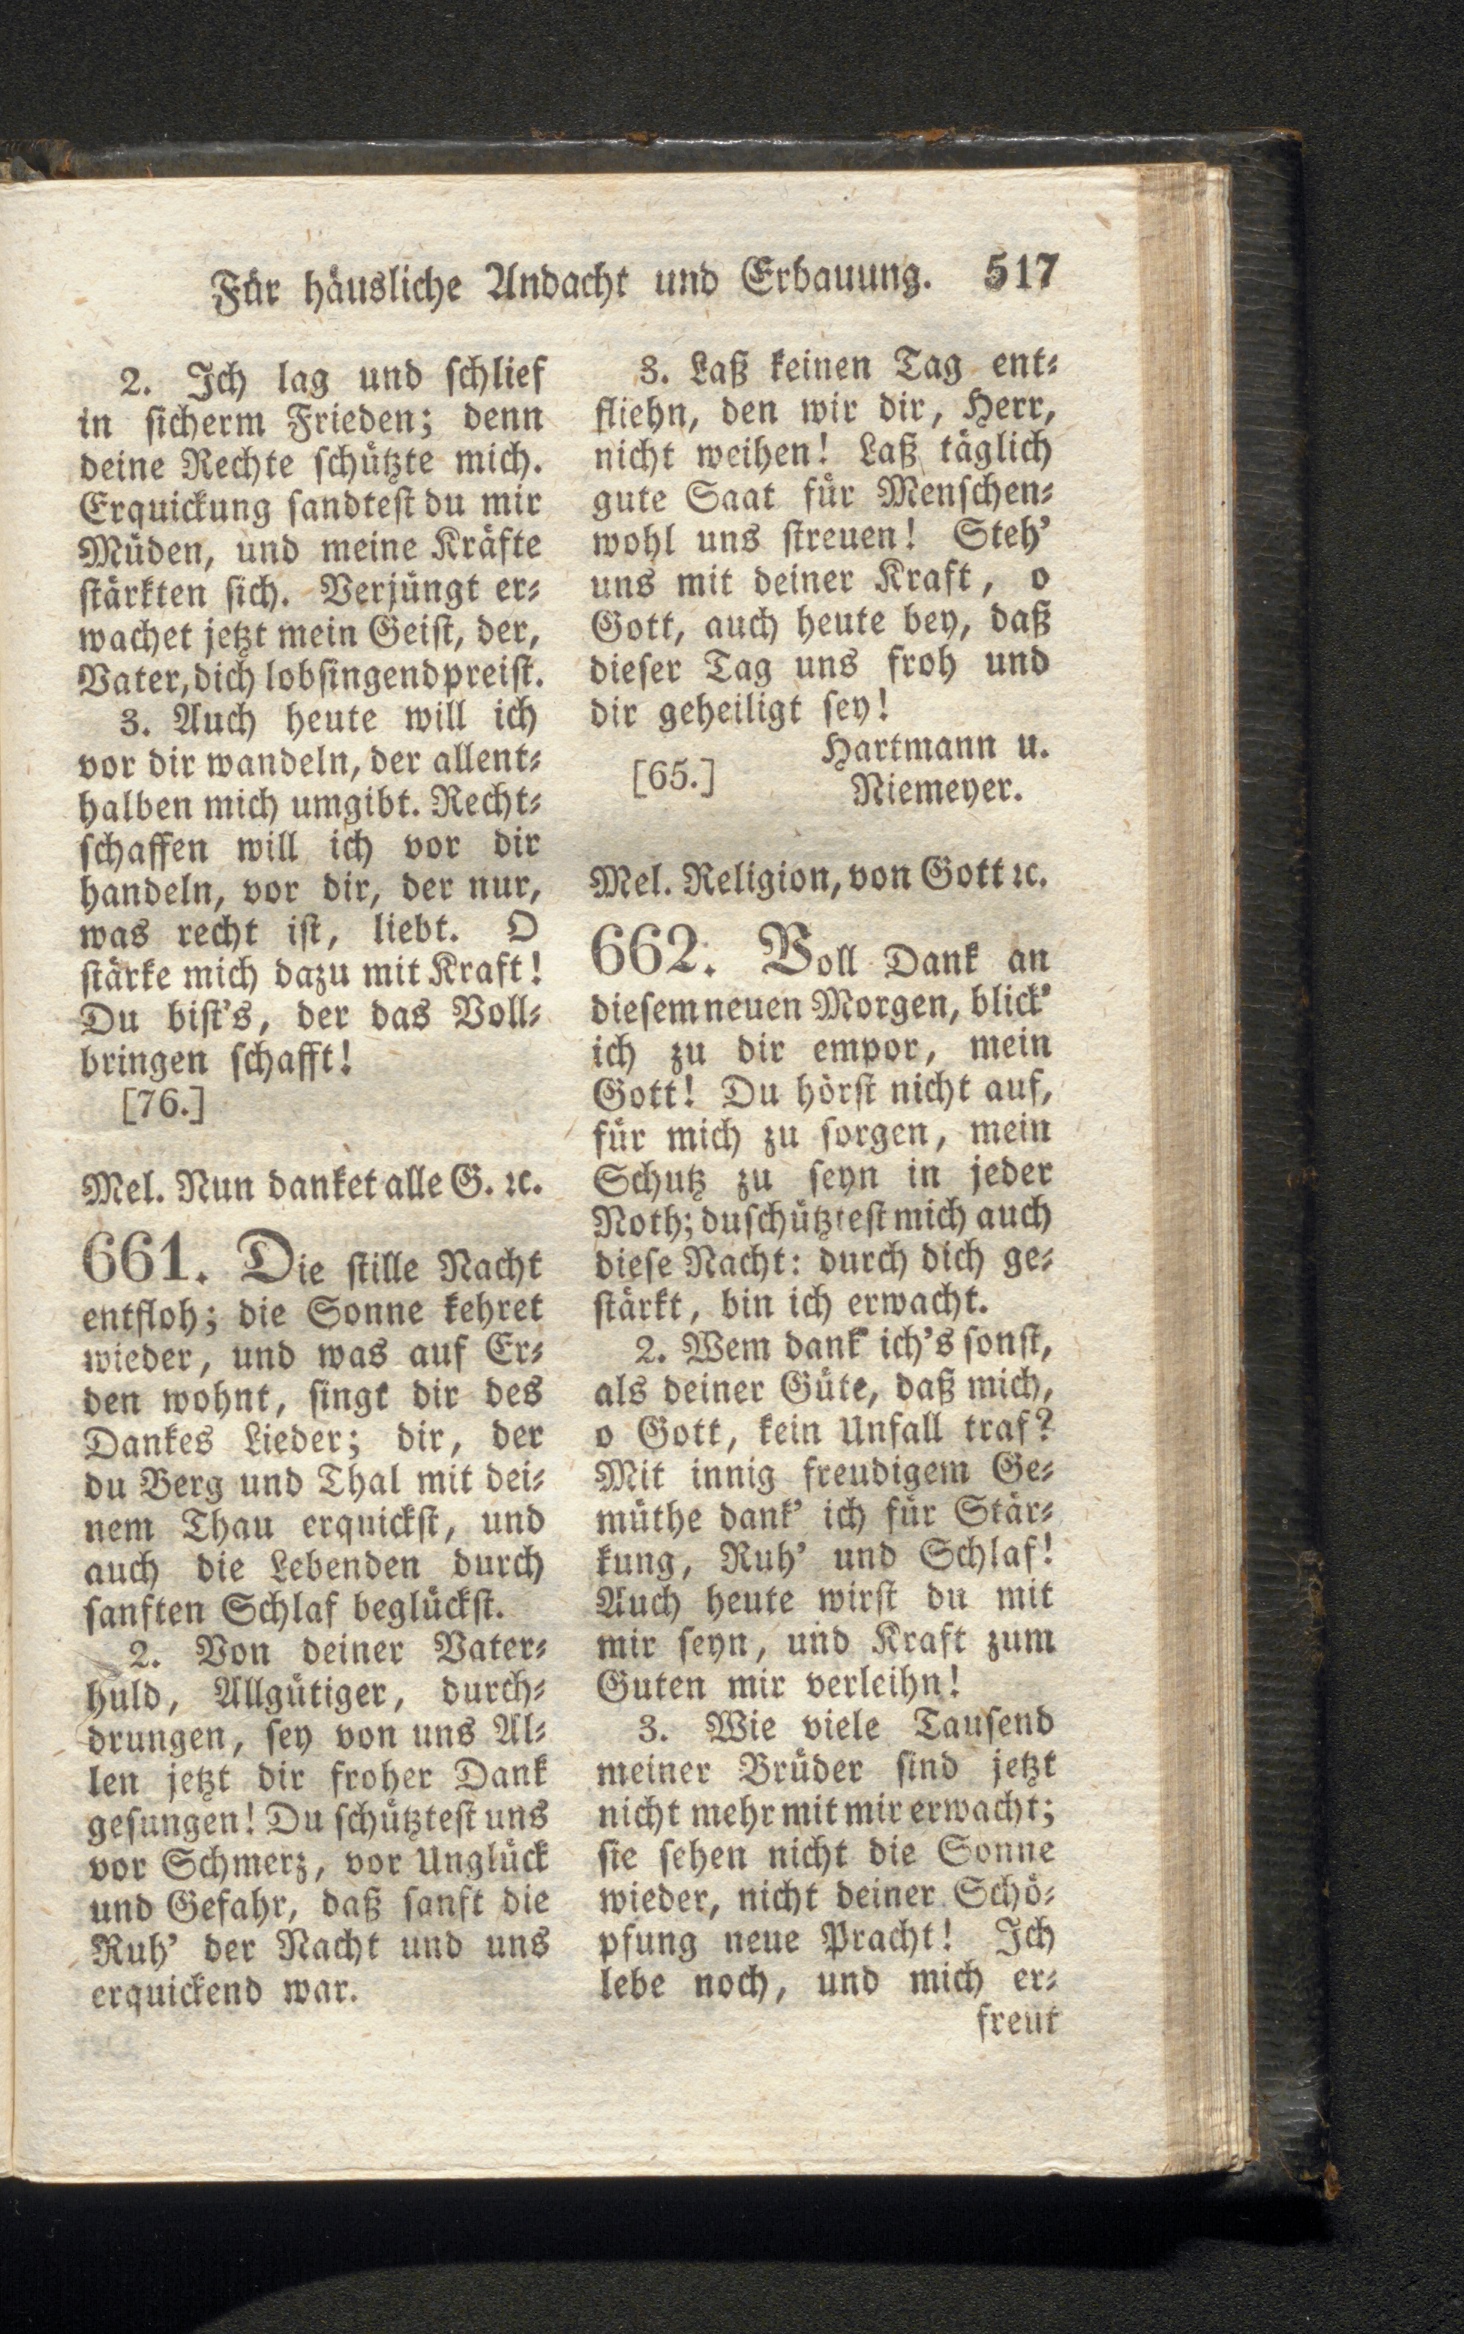 Für häusliche Andacht und Erbauung. 517
2. Ich lag und schlief
in sicherm Frieden; denn
deine Rechte schützte mich.
Erquickung sandtest du mir
Müden, und meine Kräfte
stärkten sich. Verjüngt er-
wachet jetzt mein Geist, der,
Vater, dich lobsingend preist.
3. Auch heute will ich
vor dir wandeln, der allent-
halben mich umgibt. Recht-
schaffen will ich vor dir
handeln, vor dir, der nur,
was recht ist, liebt. O
stärke mich dazu mit Kraft!
Du bist's, der das Voll-
bringen schafft!
[76.]
Mel. Nun danket alle G. ꝛc.
661. Die stille Nacht
entfloh; die Sonne kehret
wieder, und was auf Er-
den wohnt, singt dir des
Dankes Lieder; dir, der
du Berg und Thal mit dei-
nem Thau erquickst, und
auch die Lebenden durch
sanften Schlaf beglückst.
2. Von deiner Vater-
huld, Allgütiger, durch-
drungen, sey von uns Al-
len jetzt dir froher Dank
gesungen! Du schütztest uns
vor Schmerz, vor Unglück
und Gefahr, daß sanft die
Ruh' der Nacht und uns
erquickend war.
3. Laß keinen Tag ent-
fliehn, den wir dir, Herr,
nicht weihen! Laß täglich
gute Saat für Menschen-
wohl uns streuen! Steh'
uns mit deiner Kraft, o
Gott, auch heute bey, daß
dieser Tag uns froh und
dir geheiligt sey!
Hartmann u.
[65.] Niemeyer.
Mel. Religion, von Gott ꝛc.
662. Voll Dank an
diesem neuen Morgen, blick'
ich zu dir empor, mein
Gott! Du hörst nicht auf,
für mich zu sorgen, mein
Schutz zu seyn in jeder
Noth; du schütztest mich auch
diese Nacht: durch dich ge-
stärkt, bin ich erwacht.
2. Wem dank' ich's sonst,
als deiner Güte, daß mich,
o Gott, kein Unfall traf?
Mit innig freudigem Ge-
müthe dank' ich für Stär-
kung, Ruh' und Schlaf!
Auch heute wirst du mit
mir seyn, und Kraft zum
Guten mir verleihn!
3. Wie viele Tausend
meiner Brüder sind jetzt
nicht mehr mit mir erwacht;
sie sehen nicht die Sonne
wieder, nicht deiner Schö-
pfung neue Pracht! Ich
lebe noch, und mich er-
freut